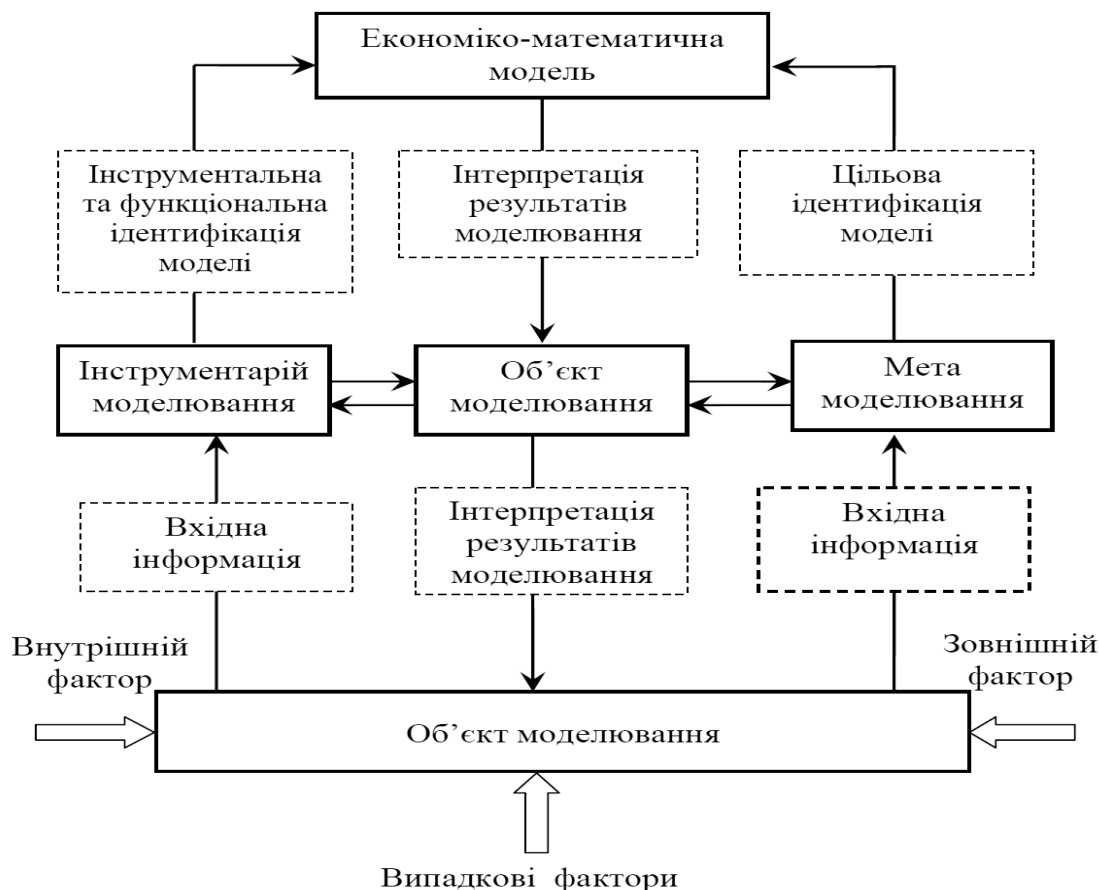 Економіко-математична
модель
Інструментальна
та функціональна
ідентифікація
моделі
Інтерпретація
результатів
моделювання
Цільова
ідентифікація
моделі
Інструментарій
моделювання
Об’єкт
моделювання
Мета
моделювання
Вхідна
інформація
Інтерпретація
результатів
моделювання
Вхідна
інформація
Внутрішній
фактор
Зовнішній
фактор
Об’єкт моделювання
Випадкові фактори